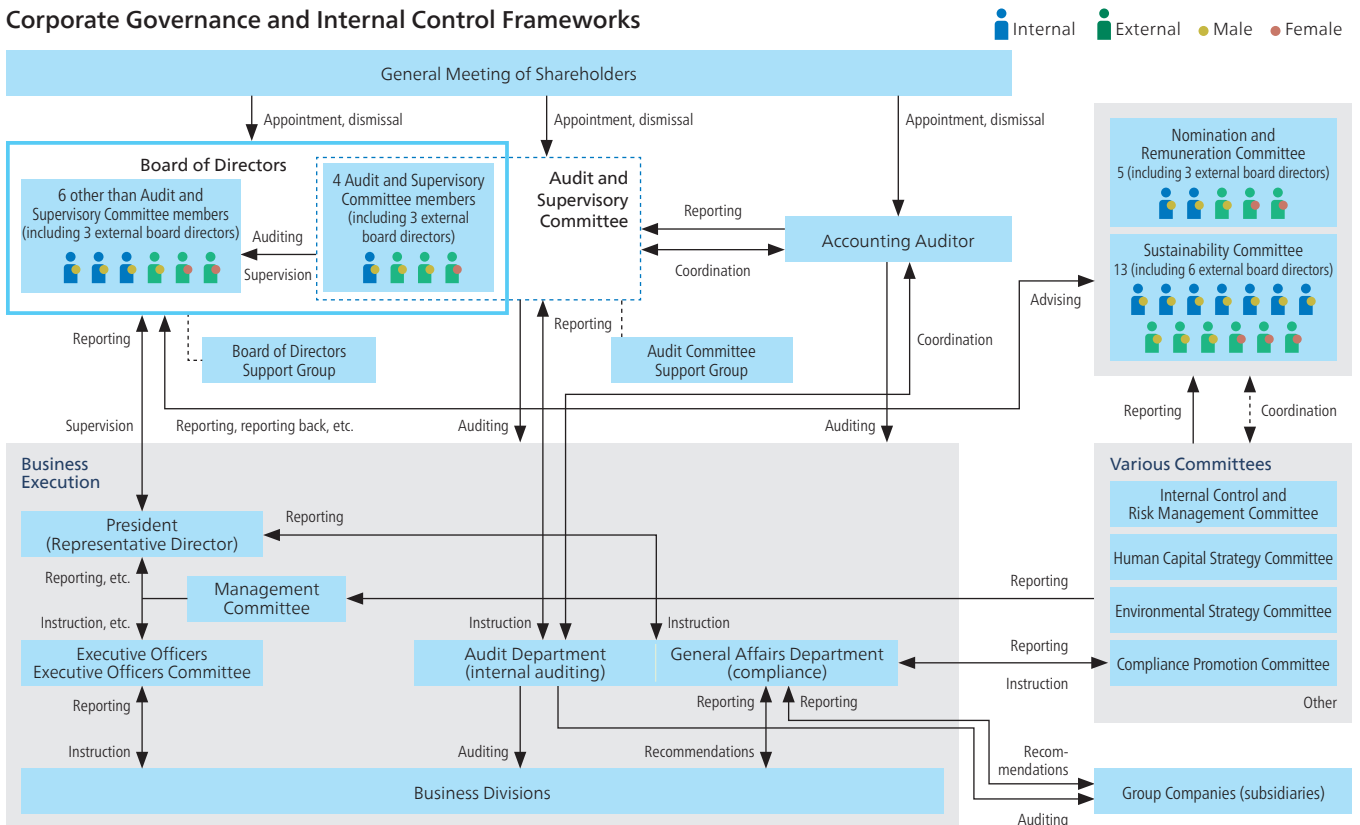 Corporate Governance and Internal Control Frameworks
Internal
External
Male
Female
General Meeting of Shareholders
Appointment, dismissal
Appointment, dismissal
Appointment, dismissal
Board of Directors
6 other than Audit and
Supervisory Committee members
(including 3 external board directors)
Auditing
Supervision
4 Audit and Supervisory
Committee members
(including 3 external
board directors)
Audit and
Supervisory
Committee
Reporting
Coordination
Accounting Auditor
Nomination and
Remuneration Committee
5 (including 3 external board directors)
Sustainability Committee
13 (including 6 external board directors)
Advising
Reporting
Board of Directors
Support Group
Reporting
Audit Committee
Support Group
Coordination
Supervision
Reporting, reporting back, etc.
Auditing
Auditing
Reporting
Coordination
Business
Execution
President
(Representative Director)
Reporting
Reporting, etc.
Management
Committee
Instruction, etc.
Executive Officers
Executive Officers Committee
Reporting
Instruction
Instruction
Instruction
Audit Department
(internal auditing)
General Affairs Department
(compliance)
Auditing
Reporting
Reporting
Recommendations
Business Divisions
Various Committees
Internal Control and
Risk Management Committee
Human Capital Strategy Committee
Reporting
Environmental Strategy Committee
Reporting
Instruction
Compliance Promotion Committee
Other
Recom-
mendations
Auditing
Group Companies (subsidiaries)